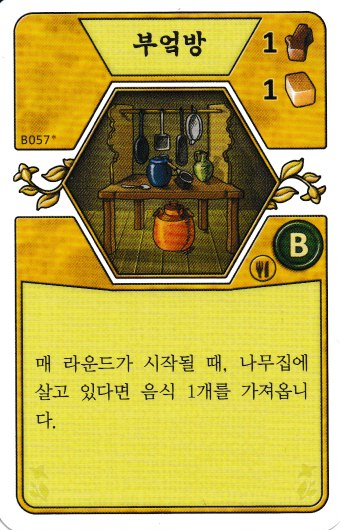 부엌방
1
1
B057*
B
매 라운드가 시작될 때, 나무집에
살고 있다면 음식 1개를 가져옵니
다.